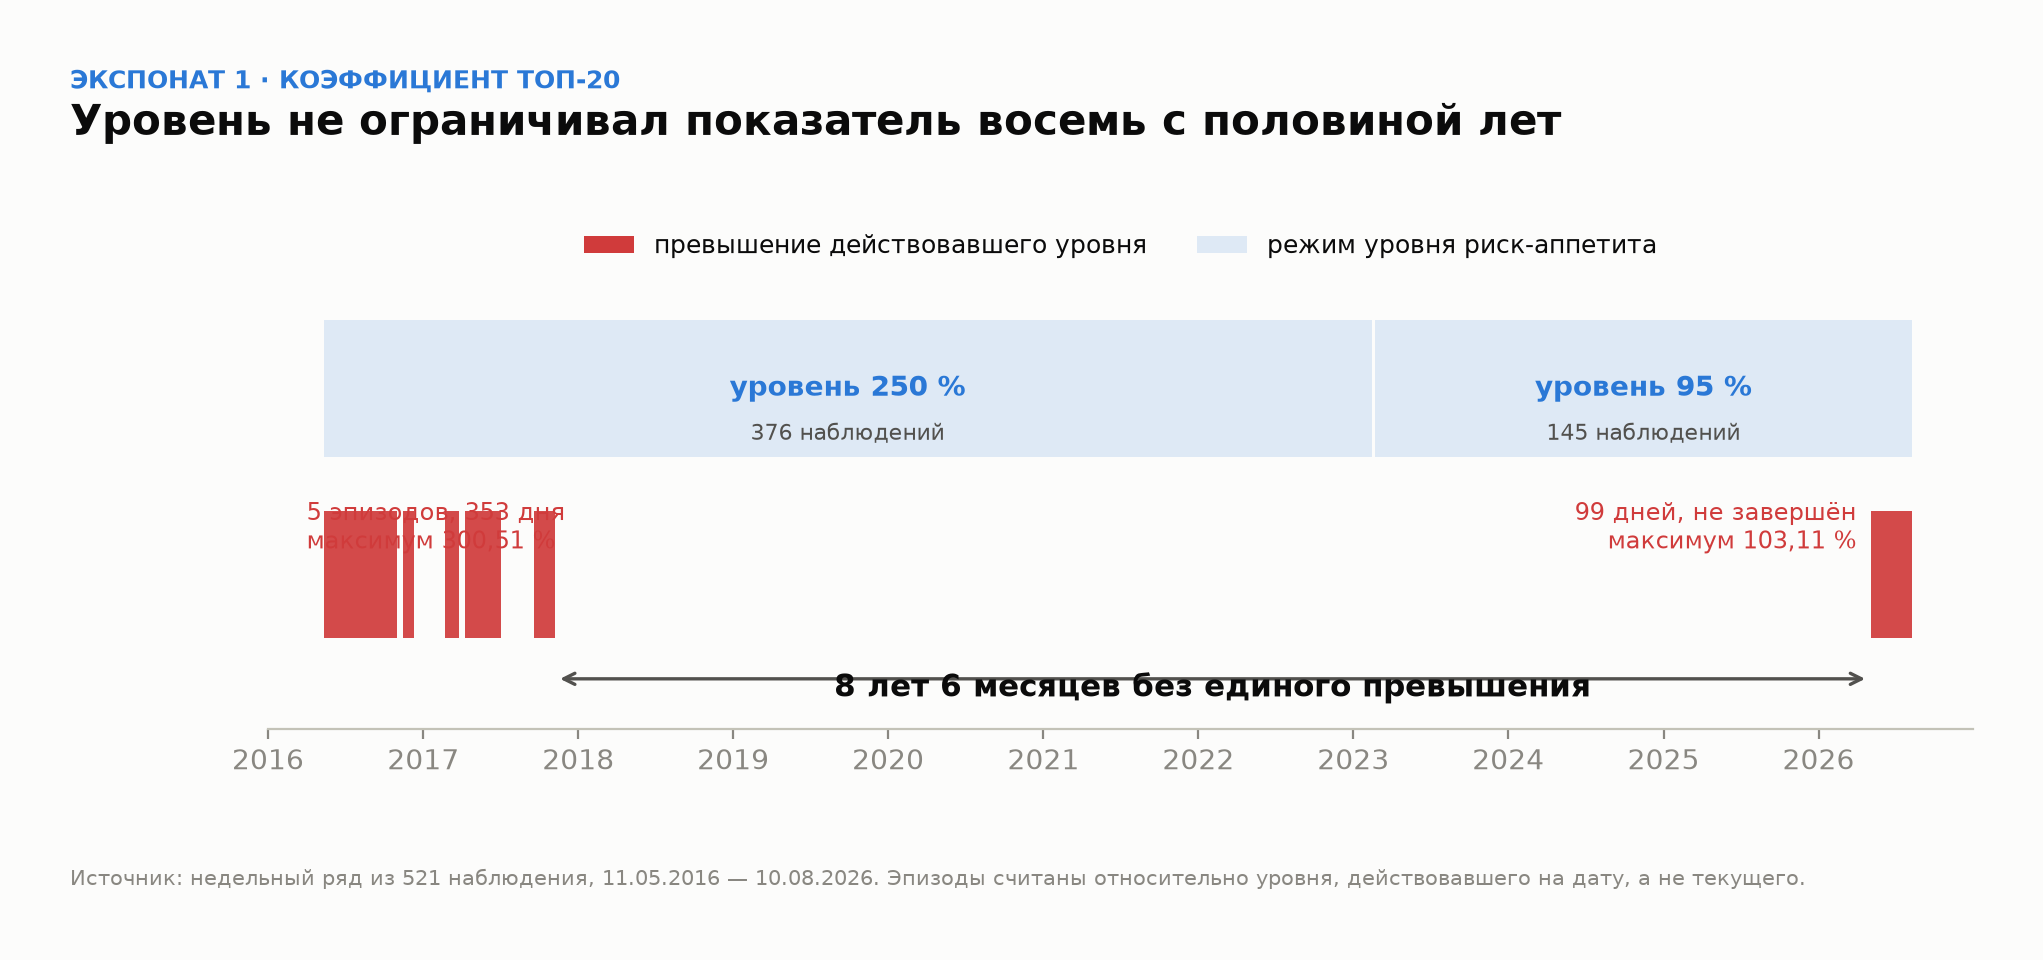 ЭКСПОНАТ 1 · КОЭФФИЦИЕНТ ТОП-20
Уровень не ограничивал показатель восемь с половиной лет
превышение действовавшего уровня
режим уровня риск-аппетита
уровень 250 %
376 наблюдений
уровень 95 %
145 наблюдений
5 эпизодов, 353 дня
максимум 300,51 %
99 дней, не завершён
максимум 103,11 %
8 лет 6 месяцев без единого превышения
2016 2017 2018 2019 2020 2021 2022 2023 2024 2025 2026
Источник: недельный ряд из 521 наблюдения, 11.05.2016 — 10.08.2026. Эпизоды считаны относительно уровня, действовавшего на дату, а не текущего.